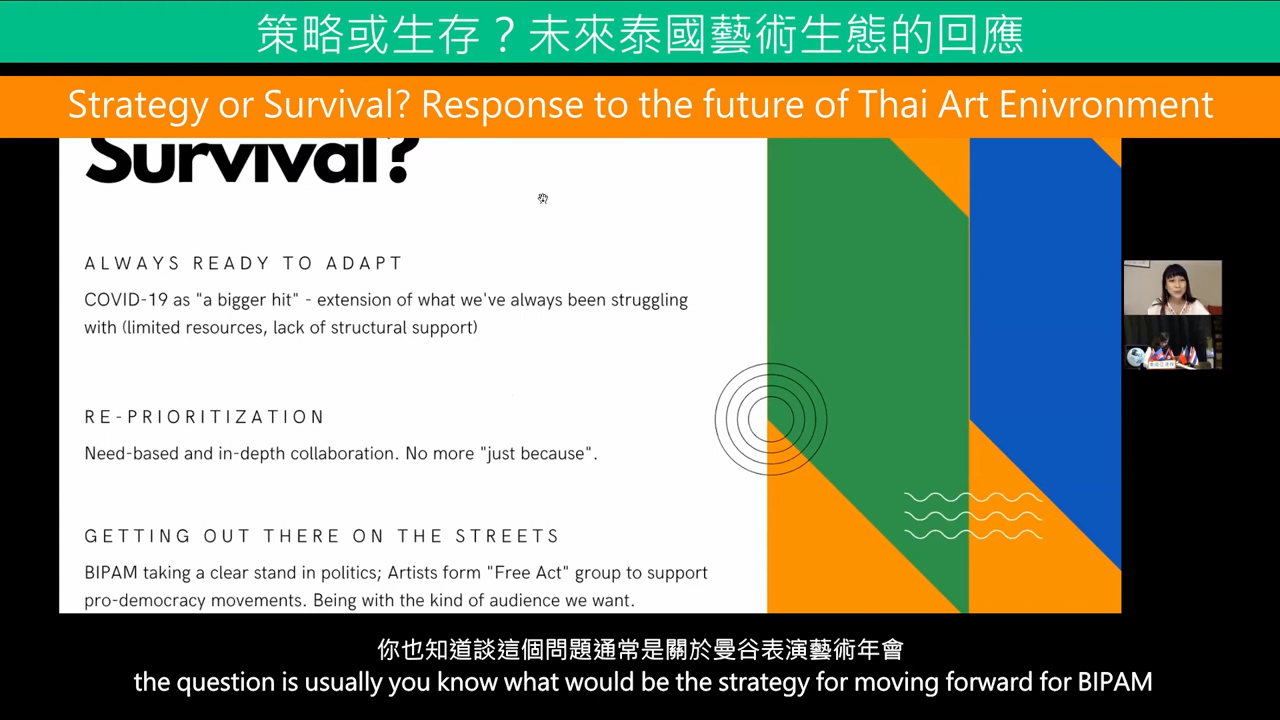 策略或生存？未來泰國藝術生態的回應
Strategy or Survival? Response to the future of Thai Art Enivronment
Survival?
ALWAYS READY TO ADAPT
COVID-19 as "a bigger hit" - extension of what we've always been struggling
with (limited resources, lack of structural support)
RE-PRIORITIZATION
Need-based and in-depth collaboration. No more "just because".
GETTING OUT THERE ON THE STREETS
BIPAM taking a clear stand in politics; Artists form "Free Act" group to support
pro-democracy movements. Being with the kind of audience we want.
你也知道談這個問題通常是關於曼谷表演藝術年會
the question is usually you know what would be the strategy for moving forward for BIPAM